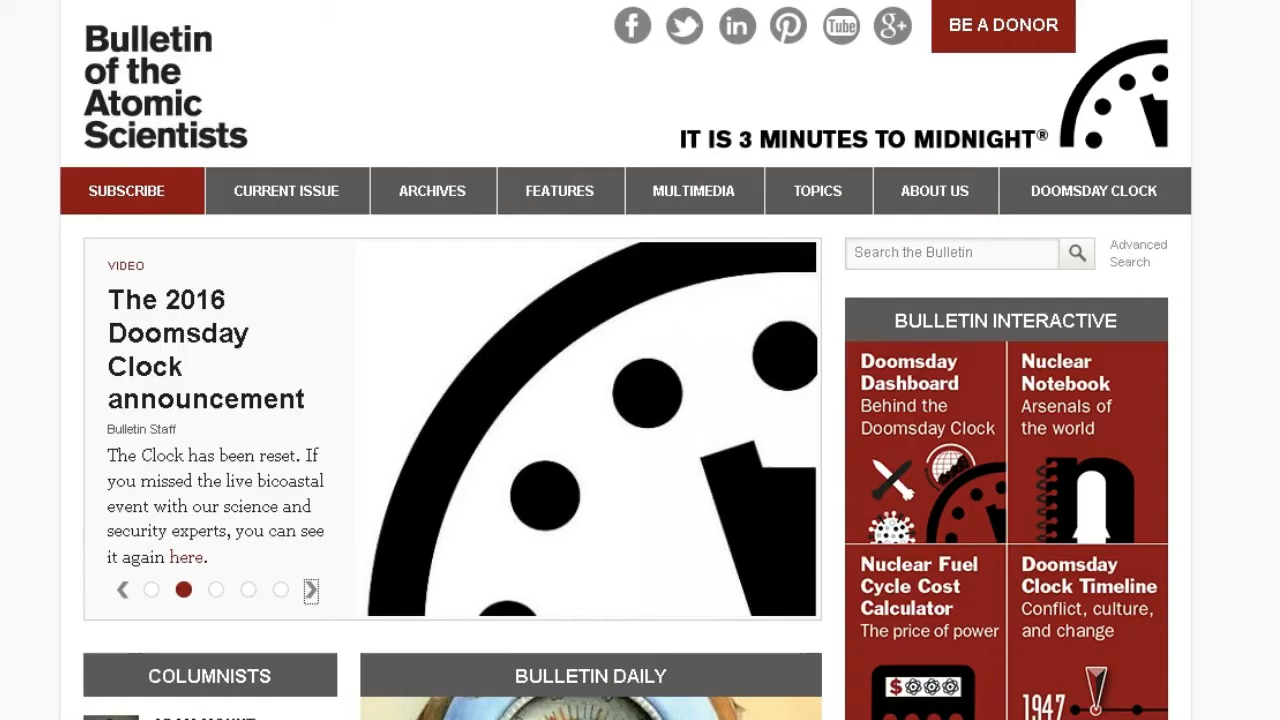 Bulletin
of the
Atomic
Scientists
f
in
You Tube
g+
BE A DONOR
IT IS 3 MINUTES TO MIDNIGHT®
SUBSCRIBE
CURRENT ISSUE
ARCHIVES
FEATURES
MULTIMEDIA
TOPICS
ABOUT US
DOOMSDAY CLOCK
VIDEO
The 2016
Doomsday
Clock
announcement
Bulletin Staff
The Clock has been reset. If
you missed the live bicoastal
event with our science and
security experts, you can see
it again here.
Search the Bulletin
Advanced
Search
BULLETIN INTERACTIVE
Doomsday
Dashboard
Behind the
Doomsday Clock
Nuclear
Notebook
Arsenals of
the world
n
Nuclear Fuel
Cycle Cost
Calculator
The price of power
$
Doomsday
Clock Timeline
Conflict, culture,
and change
1947
COLUMNISTS
BULLETIN DAILY